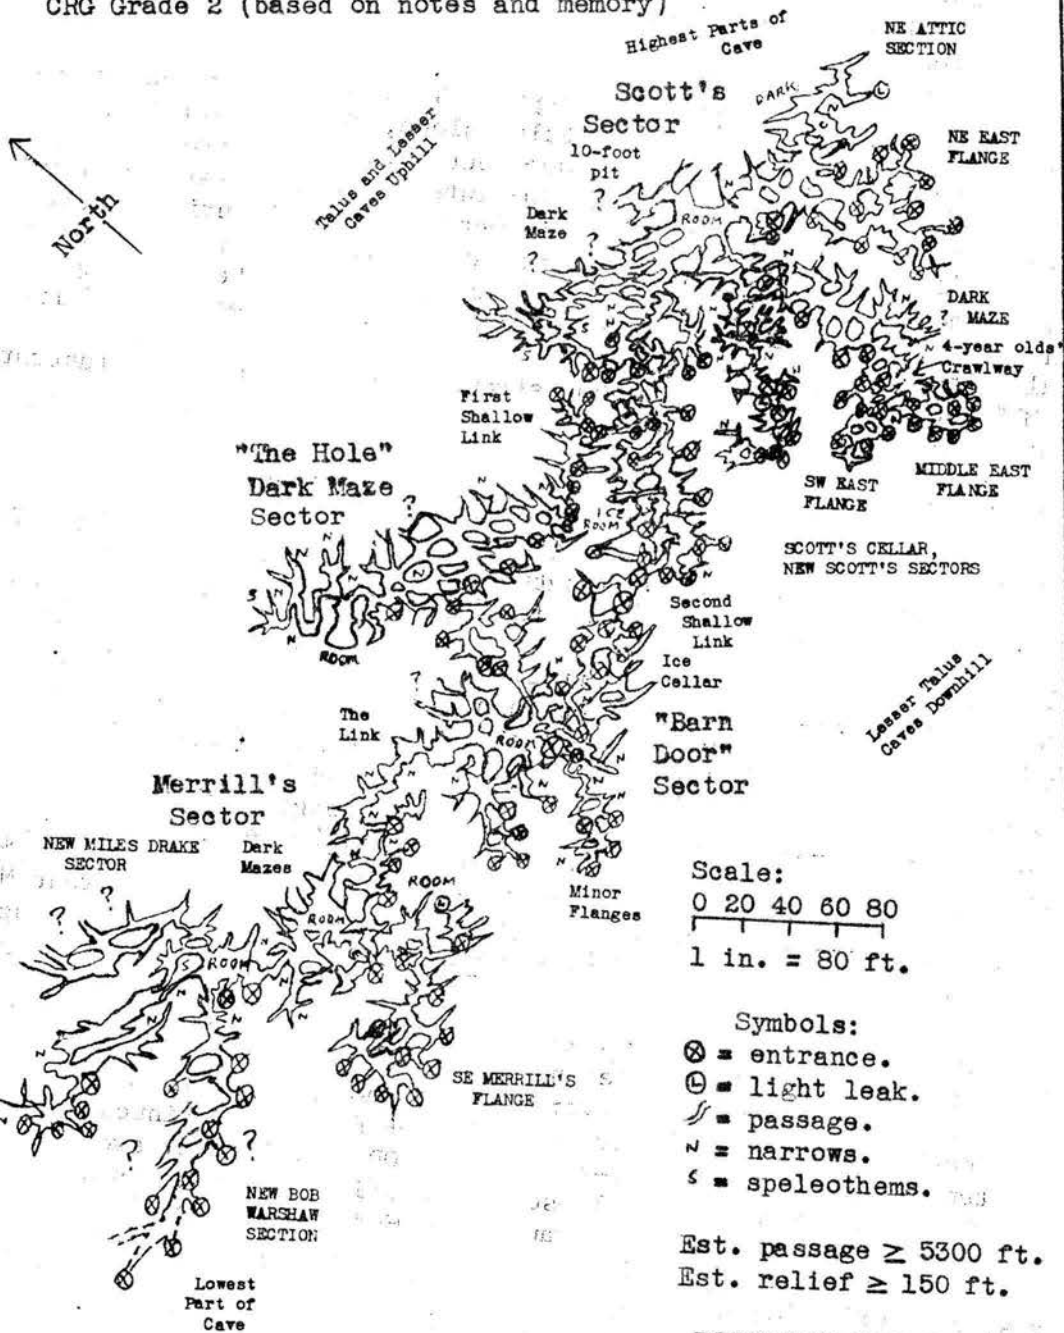 CRG Grade 2 (based on notes and memory)
Highest Parts of
Cave
NE ATTIC
SECTION
DARK
Scott's
Sector
10-foot
pit
NE EAST
FLANGE
North
Talus and Lesser
Caves Uphill
?
ROOM
Dark
Maze
?
?
DARK
? MAZE
4-year olds'
Crawlway
First
Shallow
Link
"The Hole"
Dark Maze
Sector
?
ICE
ROOM
SW EAST
FLANGE
MIDDLE EAST
FLANGE
SCOTT'S CELLAR,
NEW SCOTT'S SECTORS
ROOM
Second
Shallow
Link
Ice
Cellar
Lesser Talus
Caves Downhill
?
The
Link
ROOM
"Barn
Door"
Sector
Merrill's
Sector
NEW MILES DRAKE
SECTOR
Dark
Mazes
ROOM
ROOM
Minor
Flanges
? ?
ROOM
Scale:
0 20 40 60 80
1 in. = 80 ft.
Symbols:
⊗ = entrance.
Ⓛ = light leak.
// = passage.
N = narrows.
S = speleothems.
SE MERRILL'S
FLANGE
? ?
NEW BOB
WARSHAW
SECTION
Lowest
Part of
Cave
Est. passage ≥ 5300 ft.
Est. relief ≥ 150 ft.